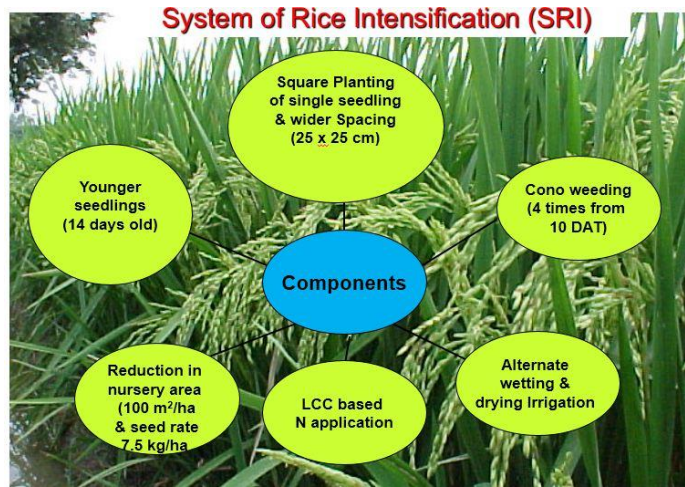 System of Rice Intensification (SRI)
Square Planting
of single seedling
& wider Spacing
(25 x 25 cm)
Younger
seedlings
(14 days old)
Cono weeding
(4 times from
10 DAT)
Components
Reduction in
nursery area
(100 m²/ha
& seed rate
7.5 kg/ha
LCC based
N application
Alternate
wetting &
drying Irrigation